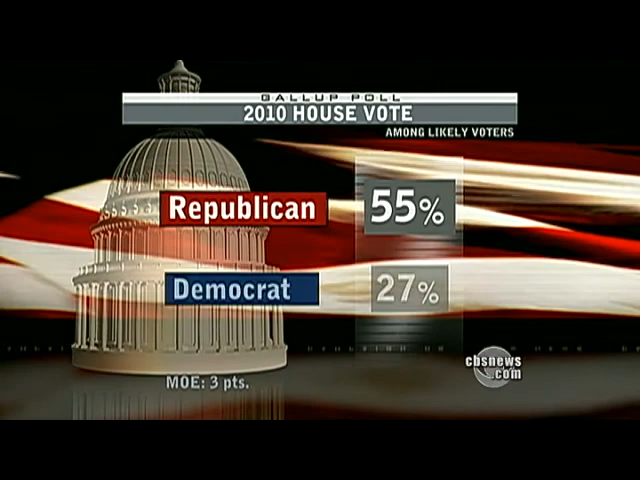 GALLUP POLL
2010 HOUSE VOTE
AMONG LIKELY VOTERS
Republican 55%
Democrat 27%
cbsnews
.com
MOE: 3 pts.